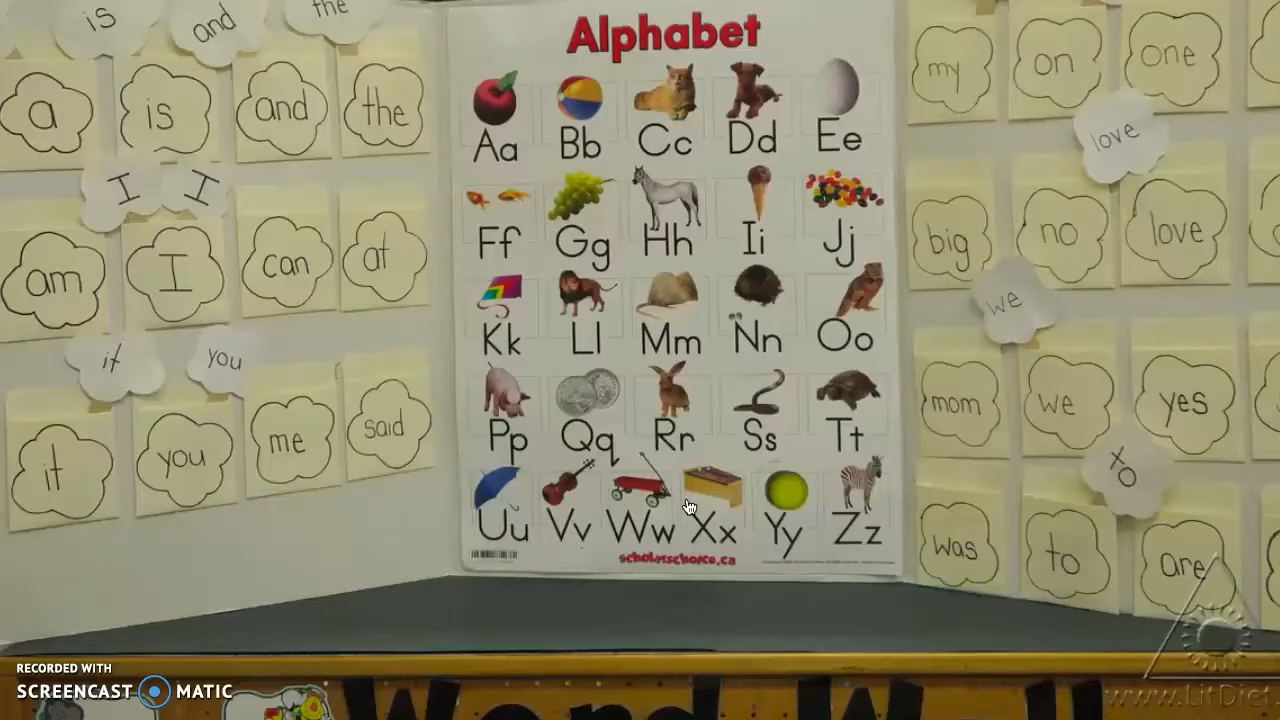 is and the
a is and the
I I
am I can at
it you
it you me said
Alphabet
Aa Bb Cc Dd Ee
Ff Gg Hh Ii Jj
Kk Ll Mm Nn Oo
Pp Qq Rr Ss Tt
Uu Vv Ww Xx Yy Zz
scholarschoice.ca
my on one
love
big no love
we
mom we yes
to
was to are
RECORDED WITH
SCREENCAST MATIC
Word Wall
www.LitDiet